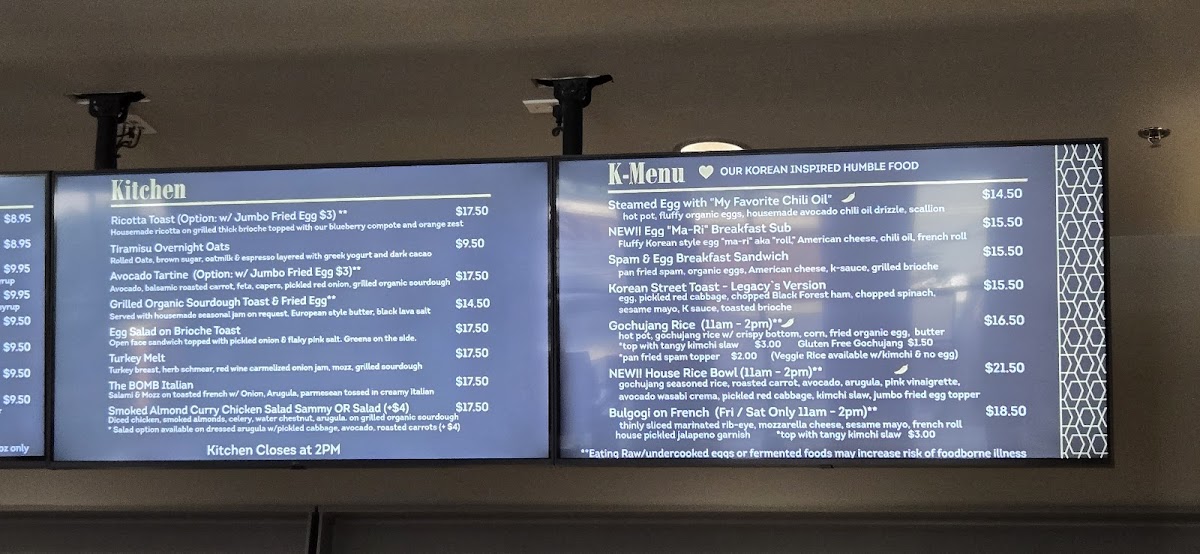 $8.95
$8.95
$9.95
yrup
$9.95
yrup
$9.50
$9.50
$9.50
$9.50
oz only
Kitchen
Ricotta Toast (Option: w/ Jumbo Fried Egg $3) ** $17.50
Housemade ricotta on grilled thick brioche topped with our blueberry compote and orange zest
Tiramisu Overnight Oats $9.50
Rolled Oats, brown sugar, oatmilk & espresso layered with greek yogurt and dark cacao
Avocado Tartine (Option: w/ Jumbo Fried Egg $3)** $17.50
Avocado, balsamic roasted carrot, feta, capers, pickled red onion, grilled organic sourdough
Grilled Organic Sourdough Toast & Fried Egg** $14.50
Served with housemade seasonal jam on request, European style butter, black lava salt
Egg Salad on Brioche Toast $17.50
Open face sandwich topped with pickled onion & flaky pink salt. Greens on the side.
Turkey Melt $17.50
Turkey breast, herb schmear, red wine carmelized onion jam, mozz, grilled sourdough
The BOMB Italian $17.50
Salami & Mozz on toasted french w/ Onion, Arugula, parmesean tossed in creamy italian
Smoked Almond Curry Chicken Salad Sammy OR Salad (+$4) $17.50
Diced chicken, smoked almonds, celery, water chestnut, arugula, on grilled organic sourdough
* Salad option available on dressed arugula w/pickled cabbage, avocado, roasted carrots (+ $4)
Kitchen Closes at 2PM
K-Menu OUR KOREAN INSPIRED HUMBLE FOOD
Steamed Egg with "My Favorite Chili Oil" $14.50
hot pot, fluffy organic eggs, housemade avocado chili oil drizzle, scallion
NEW!! Egg "Ma-Ri" Breakfast Sub $15.50
Fluffy Korean style egg "ma-ri" aka "roll," American cheese, chili oil, french roll
Spam & Egg Breakfast Sandwich $15.50
pan fried spam, organic eggs, American cheese, k-sauce, grilled brioche
Korean Street Toast - Legacy`s Version $15.50
egg, pickled red cabbage, chopped Black Forest ham, chopped spinach,
sesame mayo, K sauce, toasted brioche
Gochujang Rice (11am - 2pm)** $16.50
hot pot, gochujang rice w/ crispy bottom, corn, fried organic egg, butter
*top with tangy kimchi slaw $3.00 Gluten Free Gochujang $1.50
*pan fried spam topper $2.00 (Veggie Rice available w/kimchi & no egg)
NEW!! House Rice Bowl (11am - 2pm)** $21.50
gochujang seasoned rice, roasted carrot, avocado, arugula, pink vinaigrette,
avocado wasabi crema, pickled red cabbage, kimchi slaw, jumbo fried egg topper
Bulgogi on French (Fri / Sat Only 11am - 2pm)** $18.50
thinly sliced marinated rib-eye, mozzarella cheese, sesame mayo, french roll
house pickled jalapeno garnish *top with tangy kimchi slaw $3.00
**Eating Raw/undercooked eggs or fermented foods may increase risk of foodborne illness